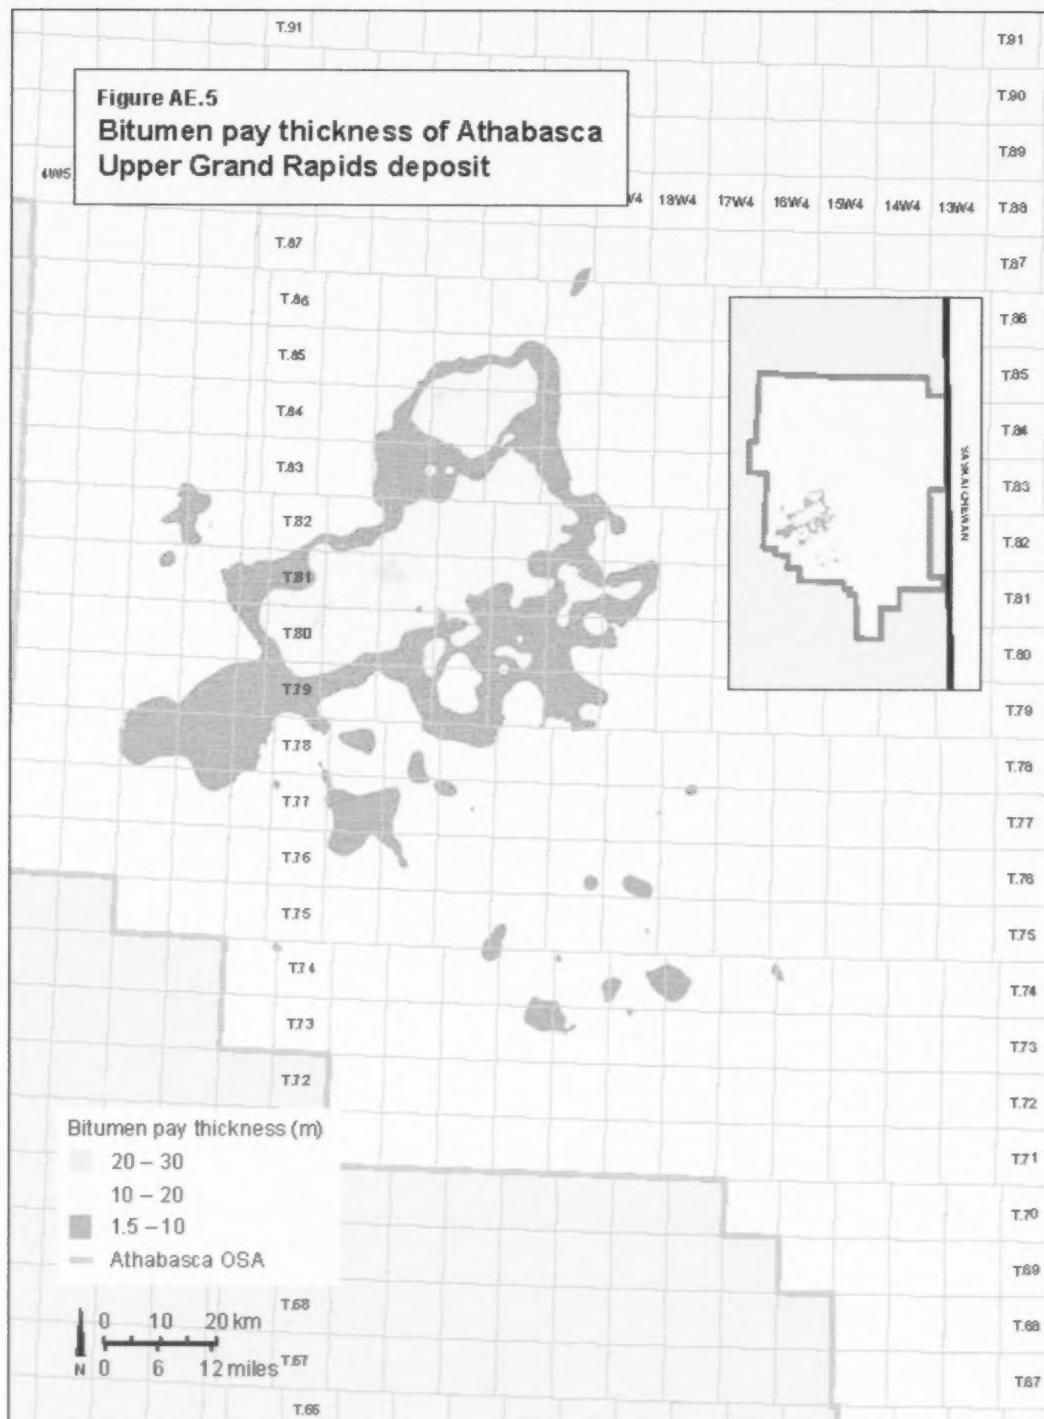 T.91
T.91
Figure AE.5
Bitumen pay thickness of Athabasca
Upper Grand Rapids deposit
T.90
T.89
W4 18W4 17W4 16W4 15W4 14W4 13W4 T.88
T.87
T.87
T.86
T.86
T.85
T.85
T.84
T.84
T.83
T.83
SASKATCHEWAN
T.82
T.82
T.81
T.81
T.80
T.80
T.79
T.79
T.78
T.78
T.77
T.77
T.76
T.76
T.75
T.75
T.74
T.74
T.73
T.73
T.72
T.72
Bitumen pay thickness (m)
20 – 30
10 – 20
1.5 – 10
Athabasca OSA
T.71
T.70
T.69
T.68
T.68
0 10 20 km
N 0 6 12 miles
T.67
T.67
T.66